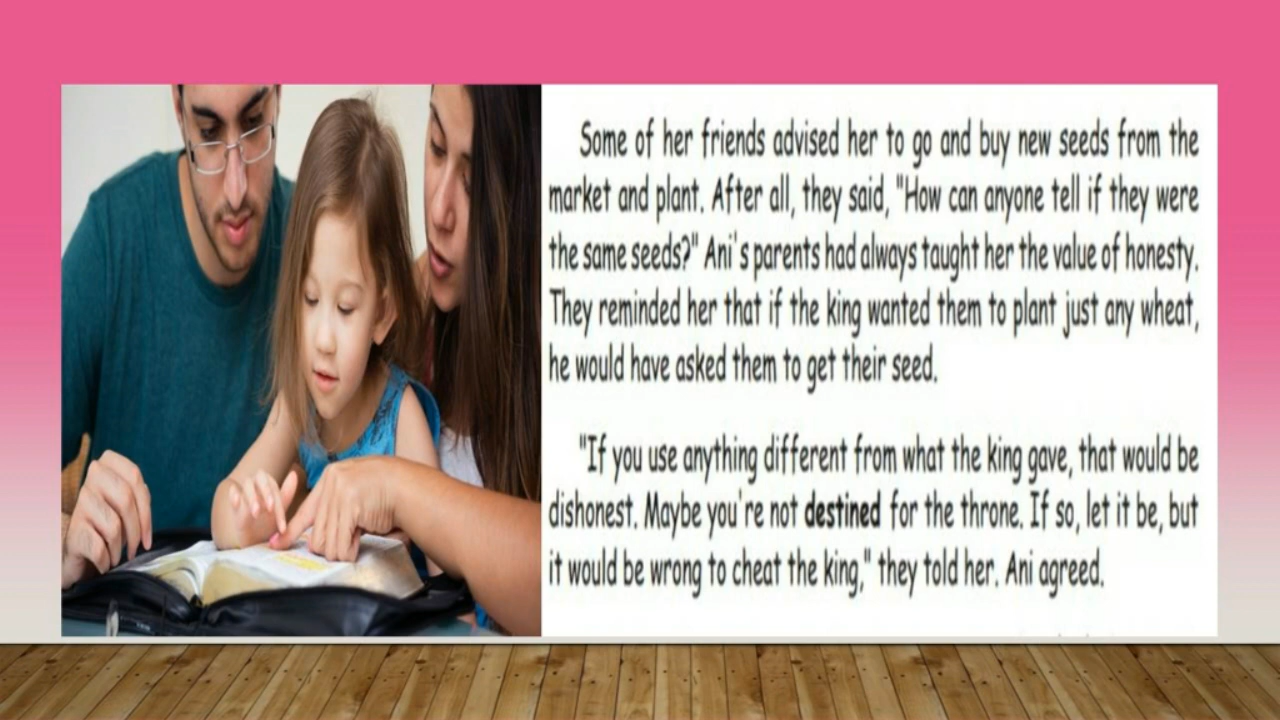 Some of her friends advised her to go and buy new seeds from the
market and plant. After all, they said, "How can anyone tell if they were
the same seeds?" Ani's parents had always taught her the value of honesty.
They reminded her that if the king wanted them to plant just any wheat,
he would have asked them to get their seed.
"If you use anything different from what the king gave, that would be
dishonest. Maybe you're not destined for the throne. If so, let it be, but
it would be wrong to cheat the king," they told her. Ani agreed.